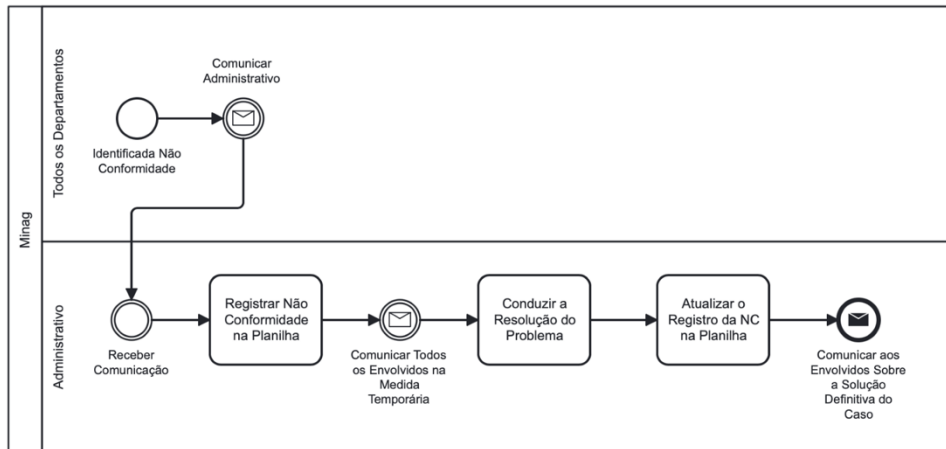 Minag
Todos os Departamentos
Comunicar
Administrativo
Identificada Não
Conformidade
Administrativo
Receber
Comunicação
Registrar Não
Conformidade
na Planilha
Comunicar Todos
os Envolvidos na
Medida
Temporária
Conduzir a
Resolução do
Problema
Atualizar o
Registro da NC
na Planilha
Comunicar aos
Envolvidos Sobre
a Solução
Definitiva do
Caso